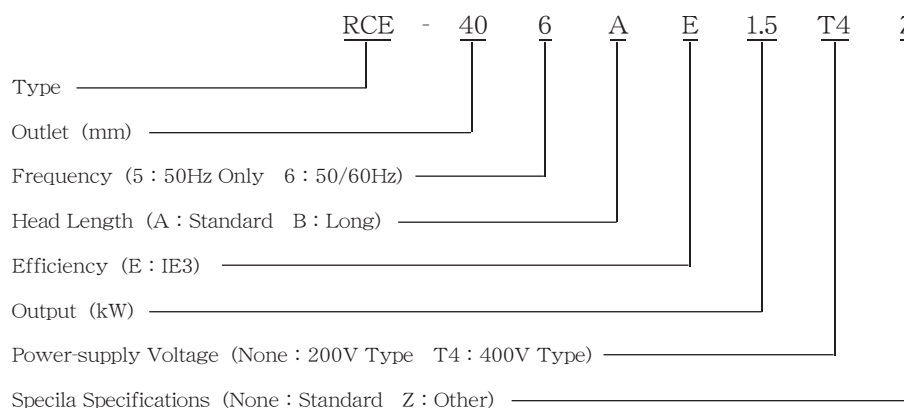 RCE - 40 6 A E 1.5 T4 Z
Type
Outlet (mm)
Frequency (5：50Hz Only 6：50/60Hz)
Head Length (A：Standard B：Long)
Efficiency (E：IE3)
Output (kW)
Power-supply Voltage (None：200V Type T4：400V Type)
Specila Specifications (None：Standard Z：Other)